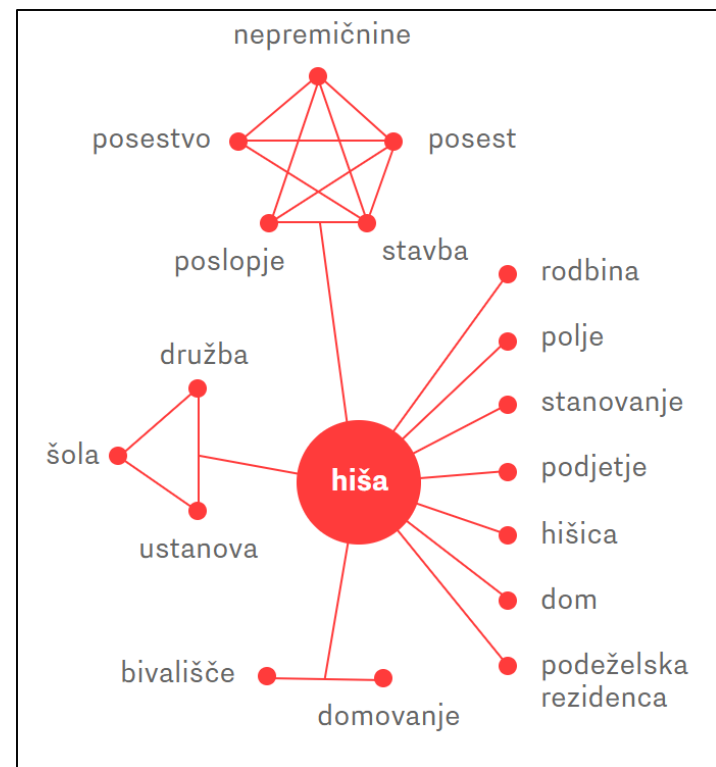 nepremičnine
posestvo
posest
poslopje
stavba
rodbina
družba
polje
stanovanje
šola
podjetje
hiša
hišica
ustanova
dom
bivališče
podeželska
rezidenca
domovanje